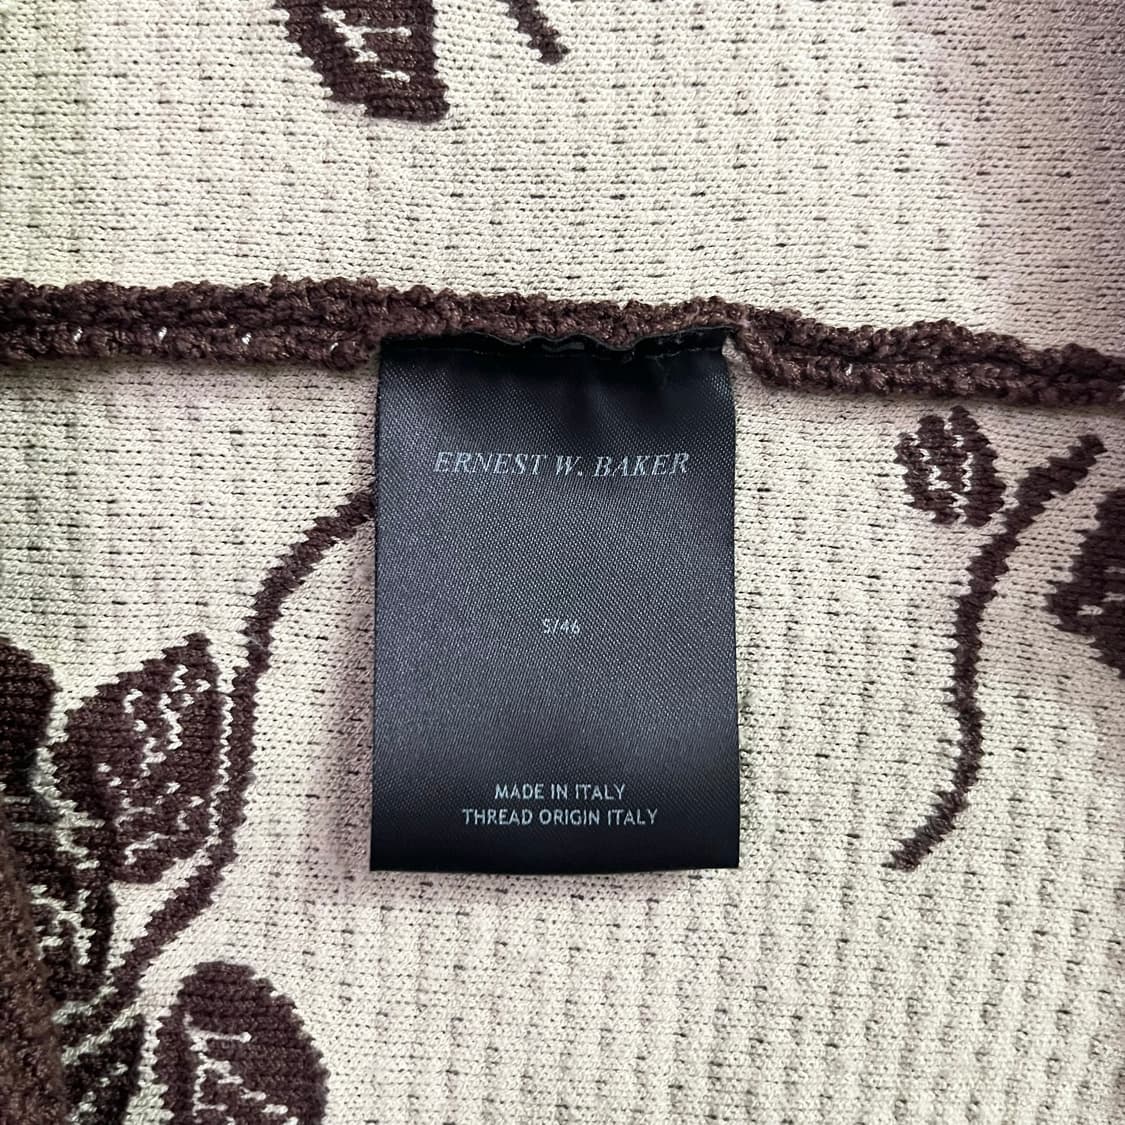 ERNEST W. BAKER
S/46
MADE IN ITALY
THREAD ORIGIN ITALY